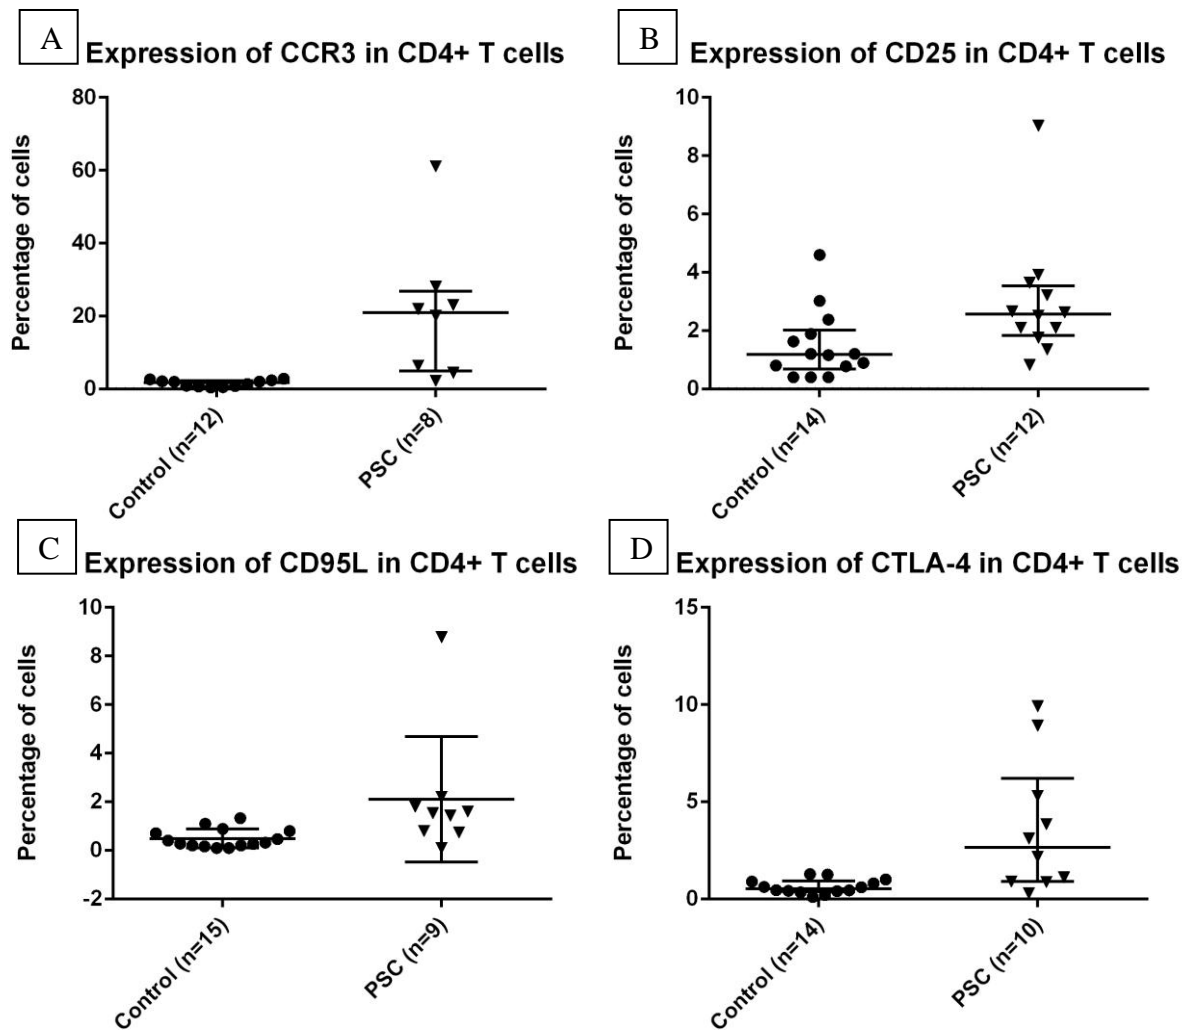 A
Expression of CCR3 in CD4+ T cells
Percentage of cells
80
60
40
20
0
Control (n=12)
PSC (n=8)
B
Expression of CD25 in CD4+ T cells
Percentage of cells
10
8
6
4
2
0
Control (n=14)
PSC (n=12)
C
Expression of CD95L in CD4+ T cells
Percentage of cells
10
8
6
4
2
0
-2
Control (n=15)
PSC (n=9)
D
Expression of CTLA-4 in CD4+ T cells
Percentage of cells
15
10
5
0
Control (n=14)
PSC (n=10)